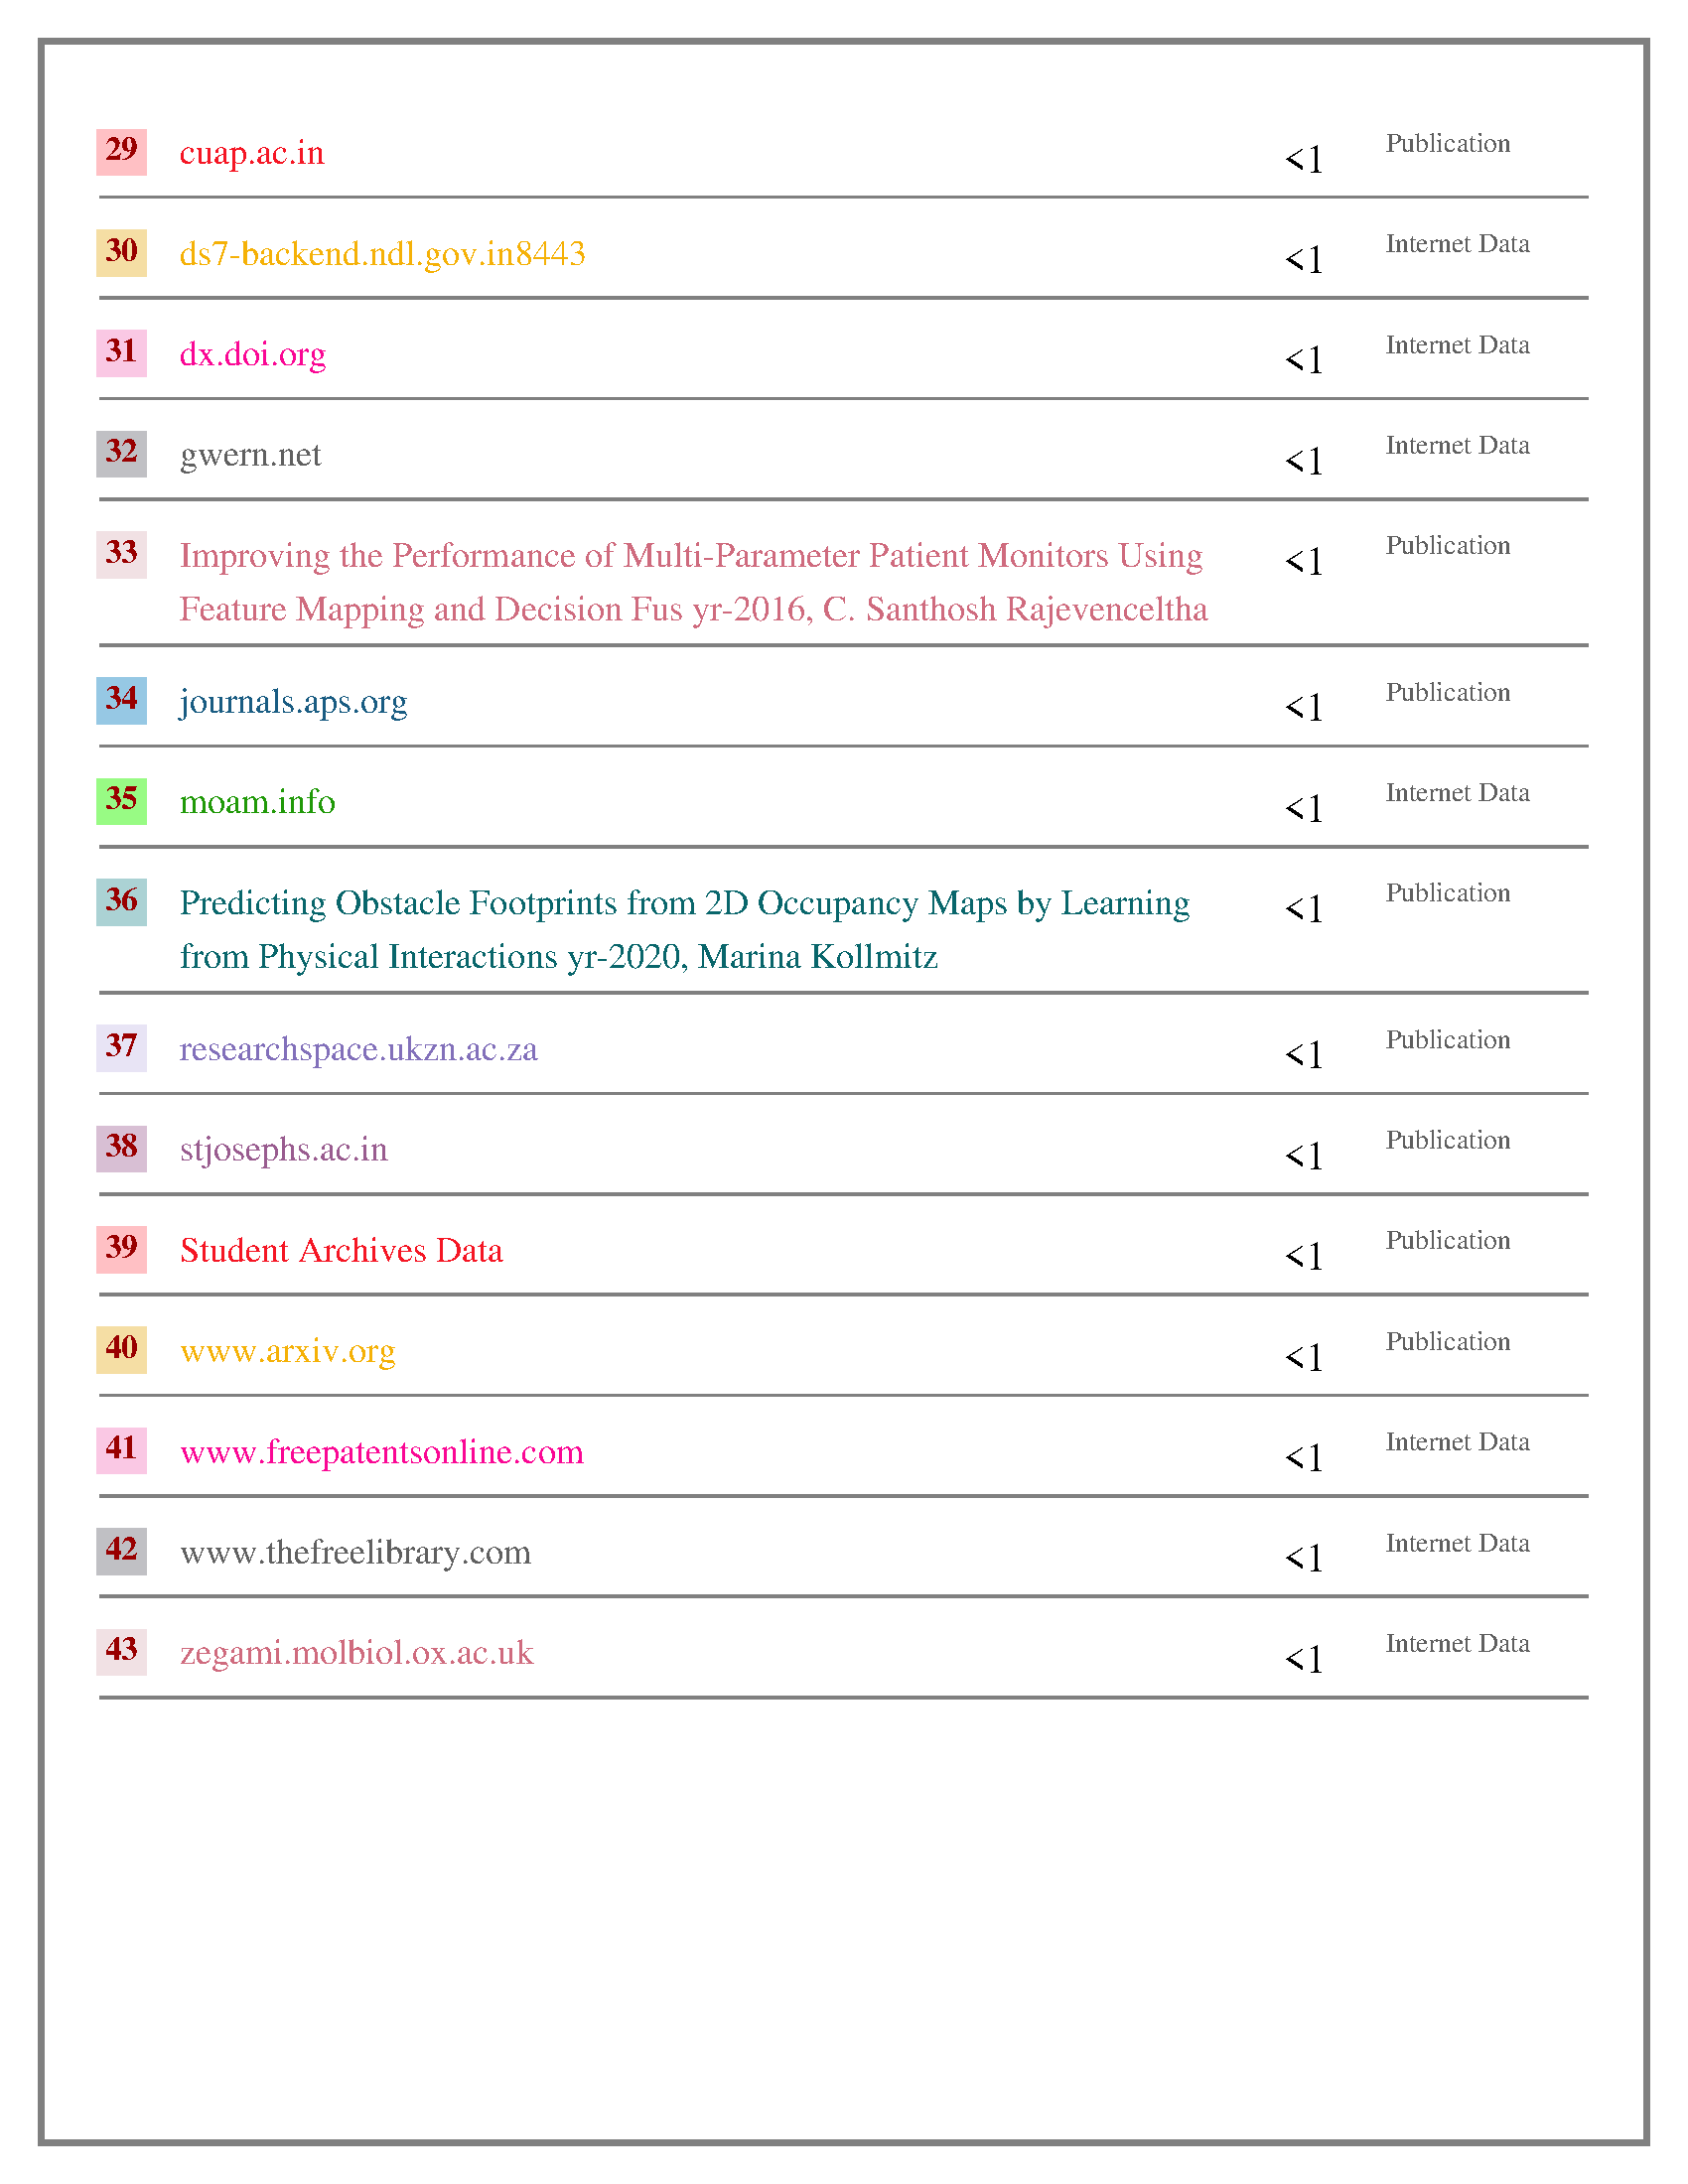 29 cuap.ac.in <1 Publication
30 ds7-backend.ndl.gov.in8443 <1 Internet Data
31 dx.doi.org <1 Internet Data
32 gwern.net <1 Internet Data
33 Improving the Performance of Multi-Parameter Patient Monitors Using <1 Publication
Feature Mapping and Decision Fus yr-2016, C. Santhosh Rajevenceltha
34 journals.aps.org <1 Publication
35 moam.info <1 Internet Data
36 Predicting Obstacle Footprints from 2D Occupancy Maps by Learning <1 Publication
from Physical Interactions yr-2020, Marina Kollmitz
37 researchspace.ukzn.ac.za <1 Publication
38 stjosephs.ac.in <1 Publication
39 Student Archives Data <1 Publication
40 www.arxiv.org <1 Publication
41 www.freepatentsonline.com <1 Internet Data
42 www.thefreelibrary.com <1 Internet Data
43 zegami.molbiol.ox.ac.uk <1 Internet Data